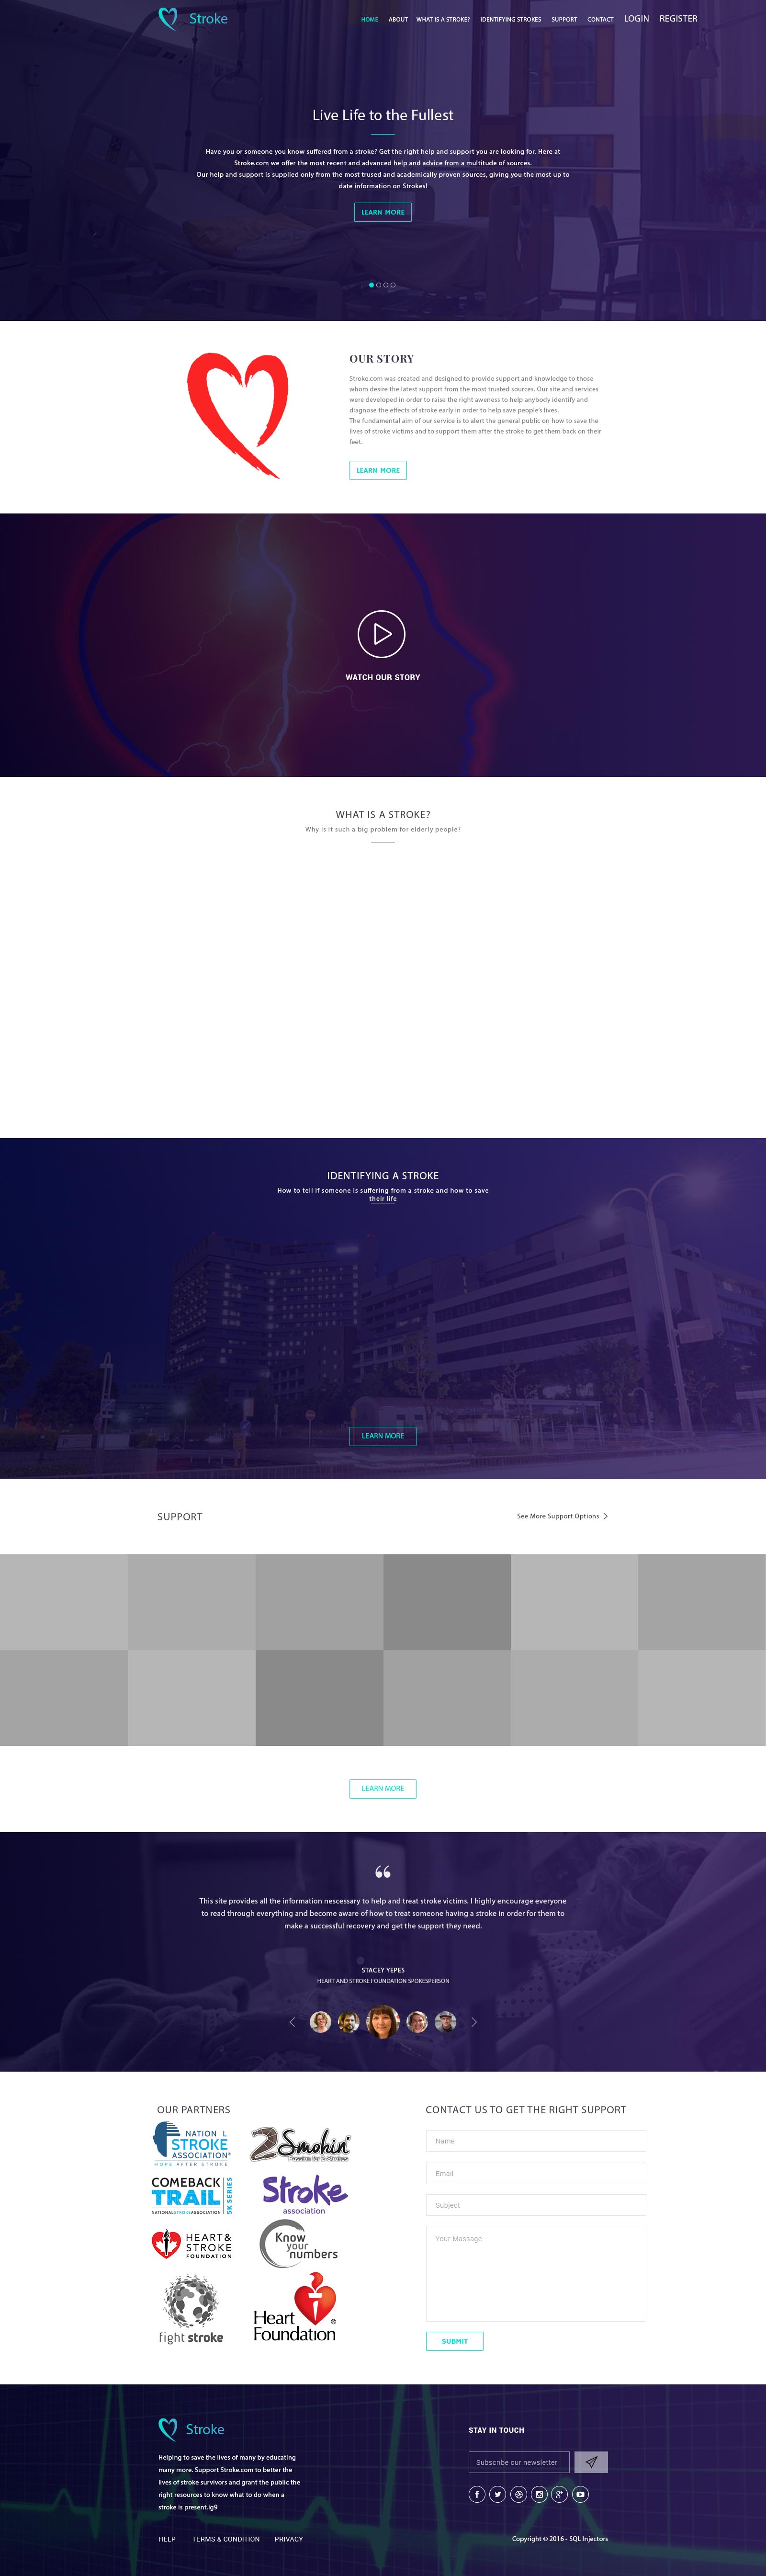 Stroke
HOME ABOUT WHAT IS A STROKE? IDENTIFYING STROKES SUPPORT CONTACT LOGIN REGISTER
Live Life to the Fullest
Have you or someone you know suffered from a stroke? Get the right help and support you are looking for. Here at
Stroke.com we offer the most recent and advanced help and advice from a multitude of sources.
Our help and support is supplied only from the most trused and academically proven sources, giving you the most up to
date information on Strokes!
LEARN MORE
OUR STORY
Stroke.com was created and designed to provide support and knowledge to those
whom desire the latest support from the most trusted sources. Our site and services
were developed in order to raise the right aweness to help anybody identify and
diagnose the effects of stroke early in order to help save people's lives.
The fundamental aim of our service is to alert the general public on how to save the
lives of stroke victims and to support them after the stroke to get them back on their
feet.
LEARN MORE
WATCH OUR STORY
WHAT IS A STROKE?
Why is it such a big problem for elderly people?
IDENTIFYING A STROKE
How to tell if someone is suffering from a stroke and how to save
their life
LEARN MORE
SUPPORT
See More Support Options
LEARN MORE
This site provides all the information nescessary to help and treat stroke victims. I highly encourage everyone
to read through everything and become aware of how to treat someone having a stroke in order for them to
make a successful recovery and get the support they need.
STACEY YEPES
HEART AND STROKE FOUNDATION SPOKESPERSON
OUR PARTNERS
NATION L
STROKE
ASSOCIATION®
HOPE AFTER STROKE
2Smokin'
Passion for 2-Strokes
COMEBACK
TRAIL
5K SERIES
NATIONALSTROKEASSOCIATION
Stroke
association
HEART&
STROKE
FOUNDATION
Know
your
numbers
fight stroke
Heart
Foundation
®
CONTACT US TO GET THE RIGHT SUPPORT
Name
Email
Subject
Your Massage
SUBMIT
Stroke
Helping to save the lives of many by educating
many more. Support Stroke.com to better the
lives of stroke survivors and grant the public the
right resources to know what to do when a
stroke is present.ig9
STAY IN TOUCH
Subscribe our newsletter
HELP TERMS & CONDITION PRIVACY
Copyright © 2016 - SQL Injectors